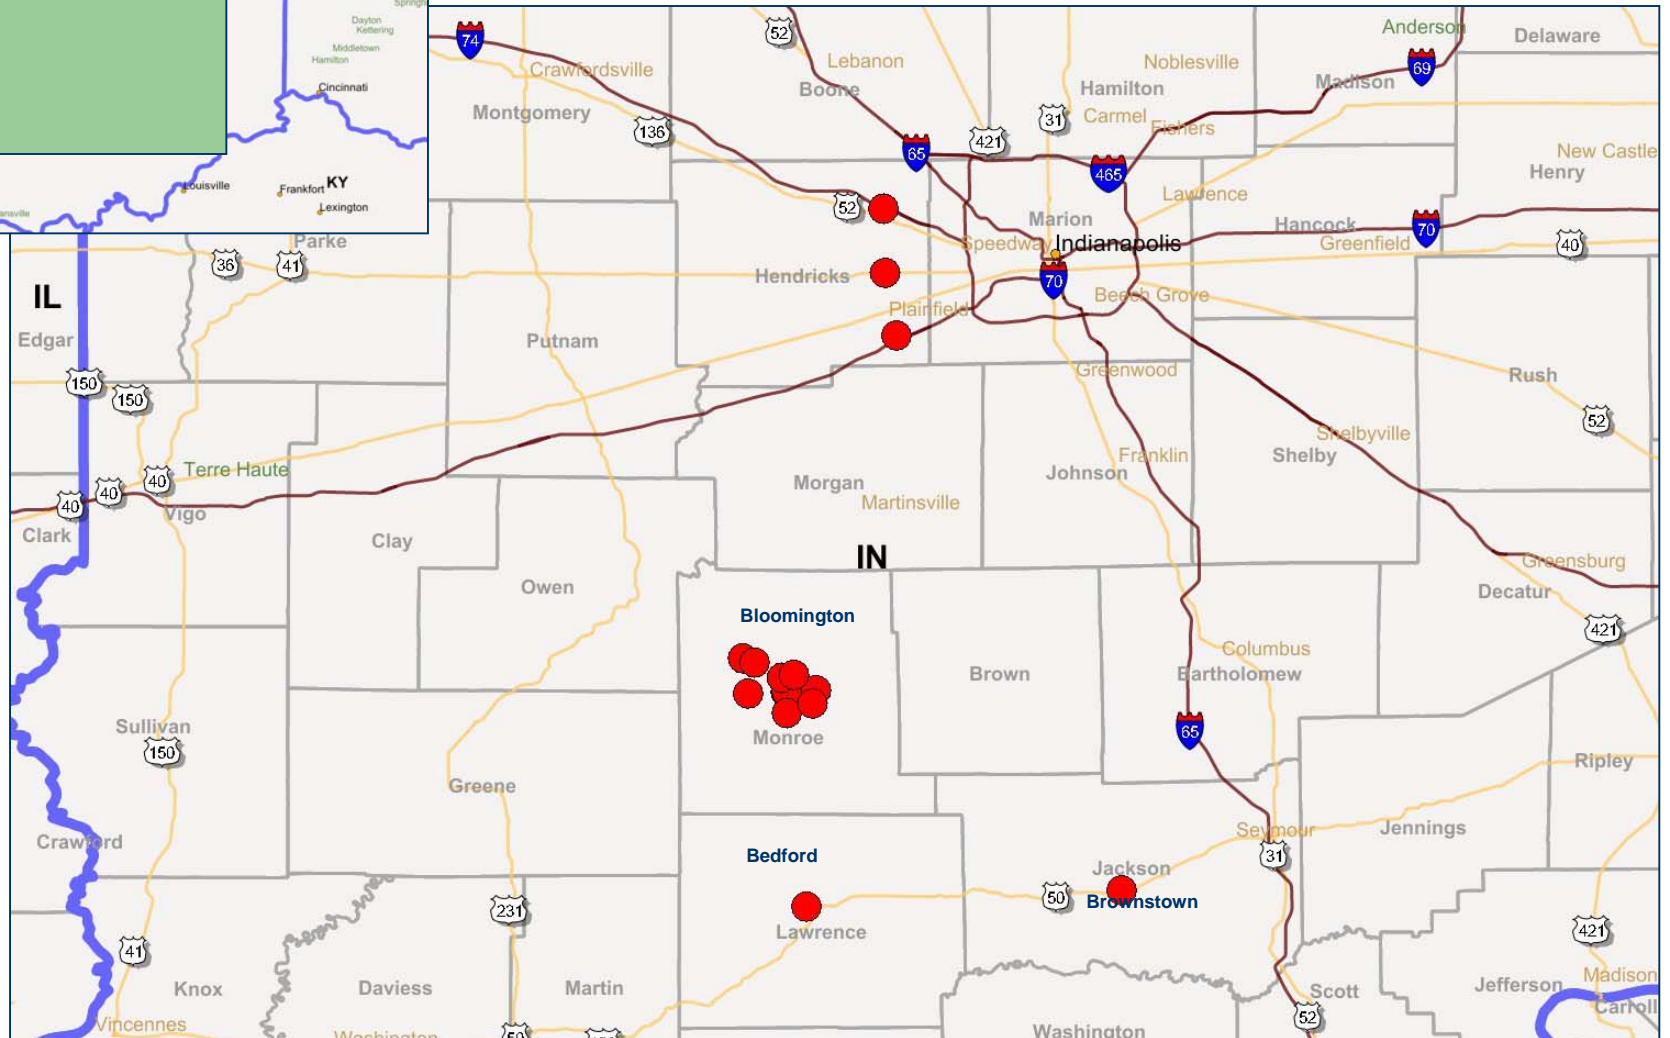 Springf
Dayton
Kettering
Middletown
Hamilton
Cincinnati
Louisville
Frankfort
KY
Lexington
ansville
74
52
Lebanon
Noblesville
Anderson
Delaware
Crawfordsville
Boone
Hamilton
Madison
69
Montgomery
136
31
Carmel
Fishers
421
65
465
New Castle
Henry
52
Lawrence
Marion
Hancock
70
Parke
Speedway
Indianapolis
Greenfield
40
36
41
Hendricks
70
IL
Plainfield
Beech Grove
Edgar
Putnam
150
150
Greenwood
Rush
52
Terre Haute
Shelbyville
Franklin
Shelby
40
40
40
Morgan
Johnson
Martinsville
Vigo
Clark
Clay
IN
Greensburg
Owen
Decatur
Bloomington
421
Columbus
Brown
Bartholomew
Sullivan
150
Monroe
65
Greene
Ripley
Crawford
Seymour
Jennings
Bedford
31
Jackson
50
Brownstown
231
Lawrence
421
41
Knox
Daviess
Martin
Scott
Jefferson
Madison
Carroll
Vincennes
52
Washington
50
Washington